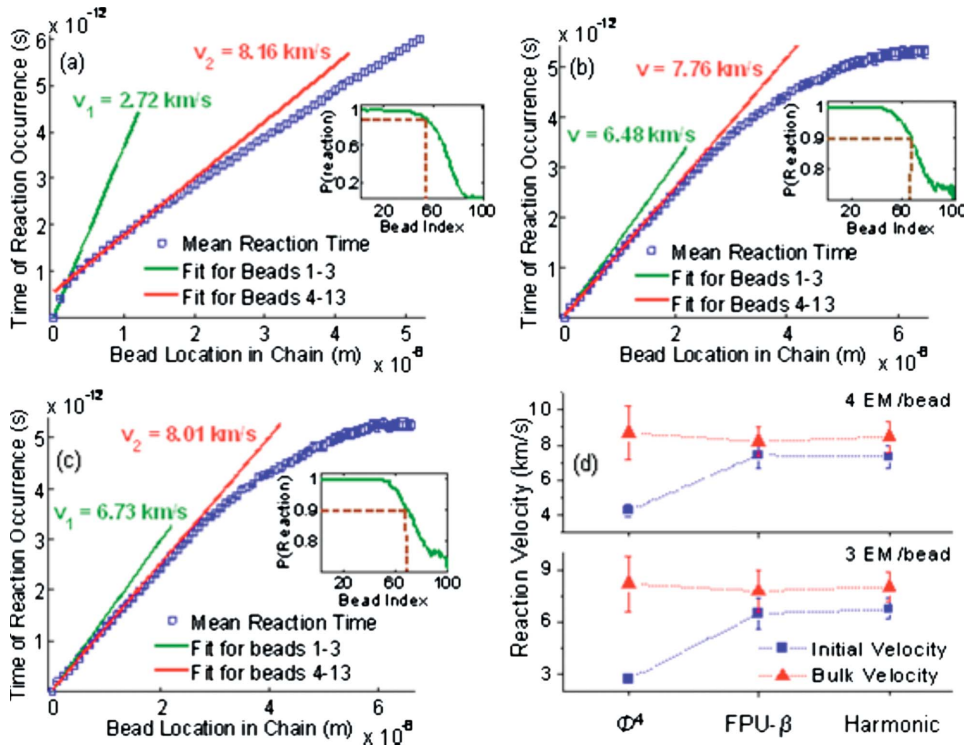 × 10⁻¹²
(a)
v₂ = 8.16 km/s
v₁ = 2.72 km/s
Time of Reaction Occurrence (s)
6
5
4
3
2
1
0 1 2 3 4 5
Bead Location in Chain (m)
× 10⁻⁸
P(reaction)
1
0.6
0.2
20 60 100
Bead Index
Mean Reaction Time
Fit for Beads 1-3
Fit for Beads 4-13
× 10⁻¹²
(b)
v = 7.76 km/s
v = 6.48 km/s
Time of Reaction Occurrence (s)
6
5
4
3
2
1
0 2 4 6
Bead Location in Chain (m)
× 10⁻⁸
P(Reaction)
1
0.9
0.8
20 60 100
Bead Index
Mean Reaction Time
Fit for Beads 1-3
Fit for Beads 4-13
× 10⁻¹²
(c)
v₂ = 8.01 km/s
v₁ = 6.73 km/s
Time of Reaction Occurrence (s)
5
4
3
2
1
0 2 4 6
Bead Location in Chain (m)
× 10⁻⁸
P(Reaction)
1
0.9
0.8
20 60 100
Bead Index
Mean Reaction Time
Fit for beads 1-3
Fit for beads 4-13
(d)
4 EM/bead
10
8
6
4
Reaction Velocity (km/s)
3 EM/bead
9
6
3
Initial Velocity
Bulk Velocity
Φ⁴ FPU-β Harmonic